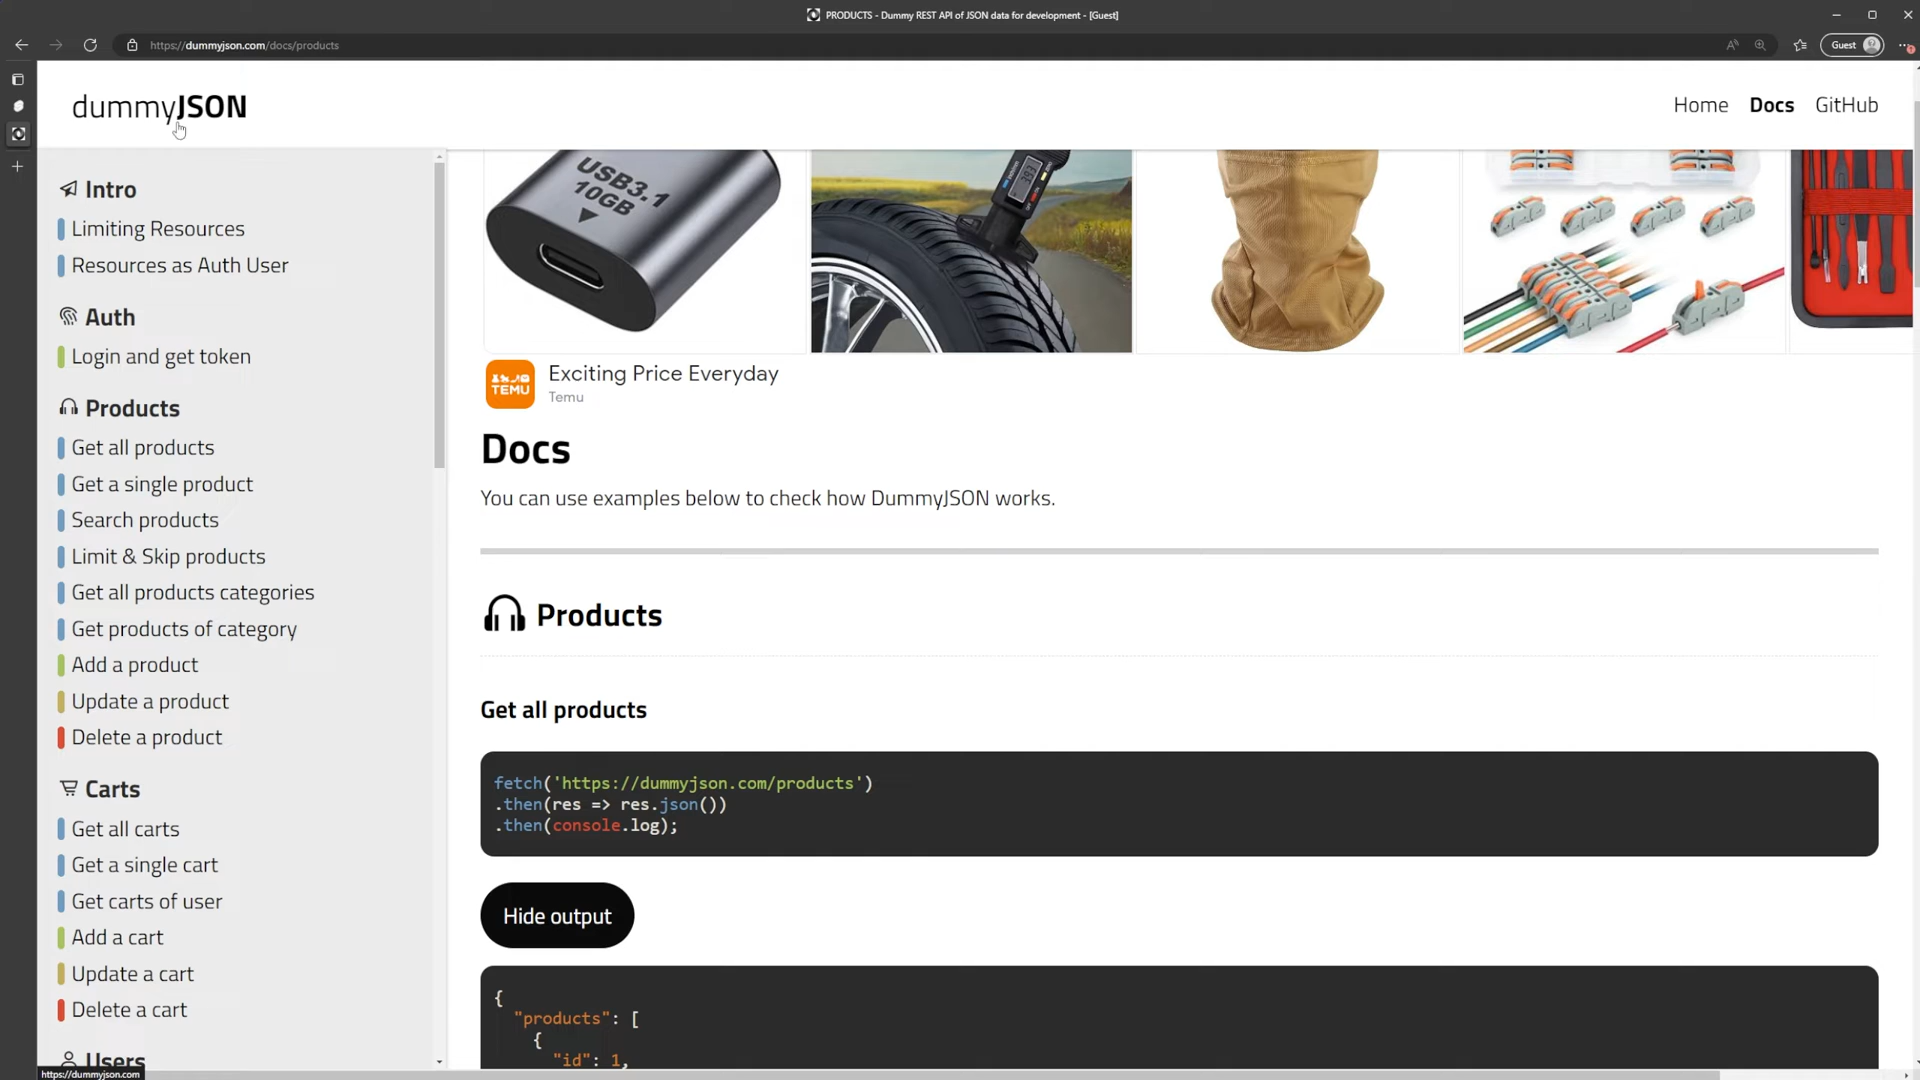 PRODUCTS - Dummy REST API of JSON data for development - [Guest]
https://dummyjson.com/docs/products
Guest
dummyJSON
Home
Docs
GitHub
Intro
Limiting Resources
Resources as Auth User
Auth
Login and get token
Products
Get all products
Get a single product
Search products
Limit & Skip products
Get all products categories
Get products of category
Add a product
Update a product
Delete a product
Carts
Get all carts
Get a single cart
Get carts of user
Add a cart
Update a cart
Delete a cart
Users
https://dummyjson.com
USB3.1
10GB
TEMU
Exciting Price Everyday
Temu
Docs
You can use examples below to check how DummyJSON works.
Products
Get all products
fetch('https://dummyjson.com/products')
.then(res => res.json())
.then(console.log);
Hide output
{
"products": [
{
"id": 1,